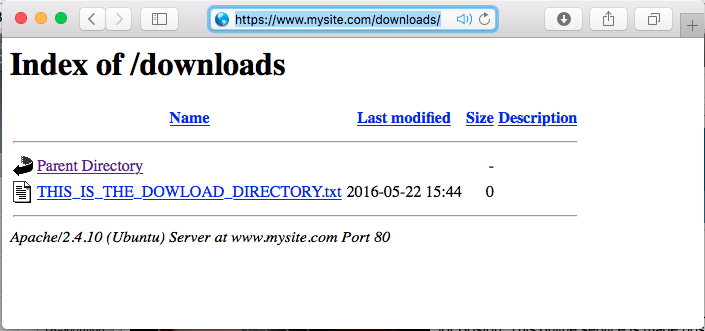 https://www.mysite.com/downloads/
Index of /downloads
Name Last modified Size Description
Parent Directory -
THIS_IS_THE_DOWLOAD_DIRECTORY.txt 2016-05-22 15:44 0
Apache/2.4.10 (Ubuntu) Server at www.mysite.com Port 80